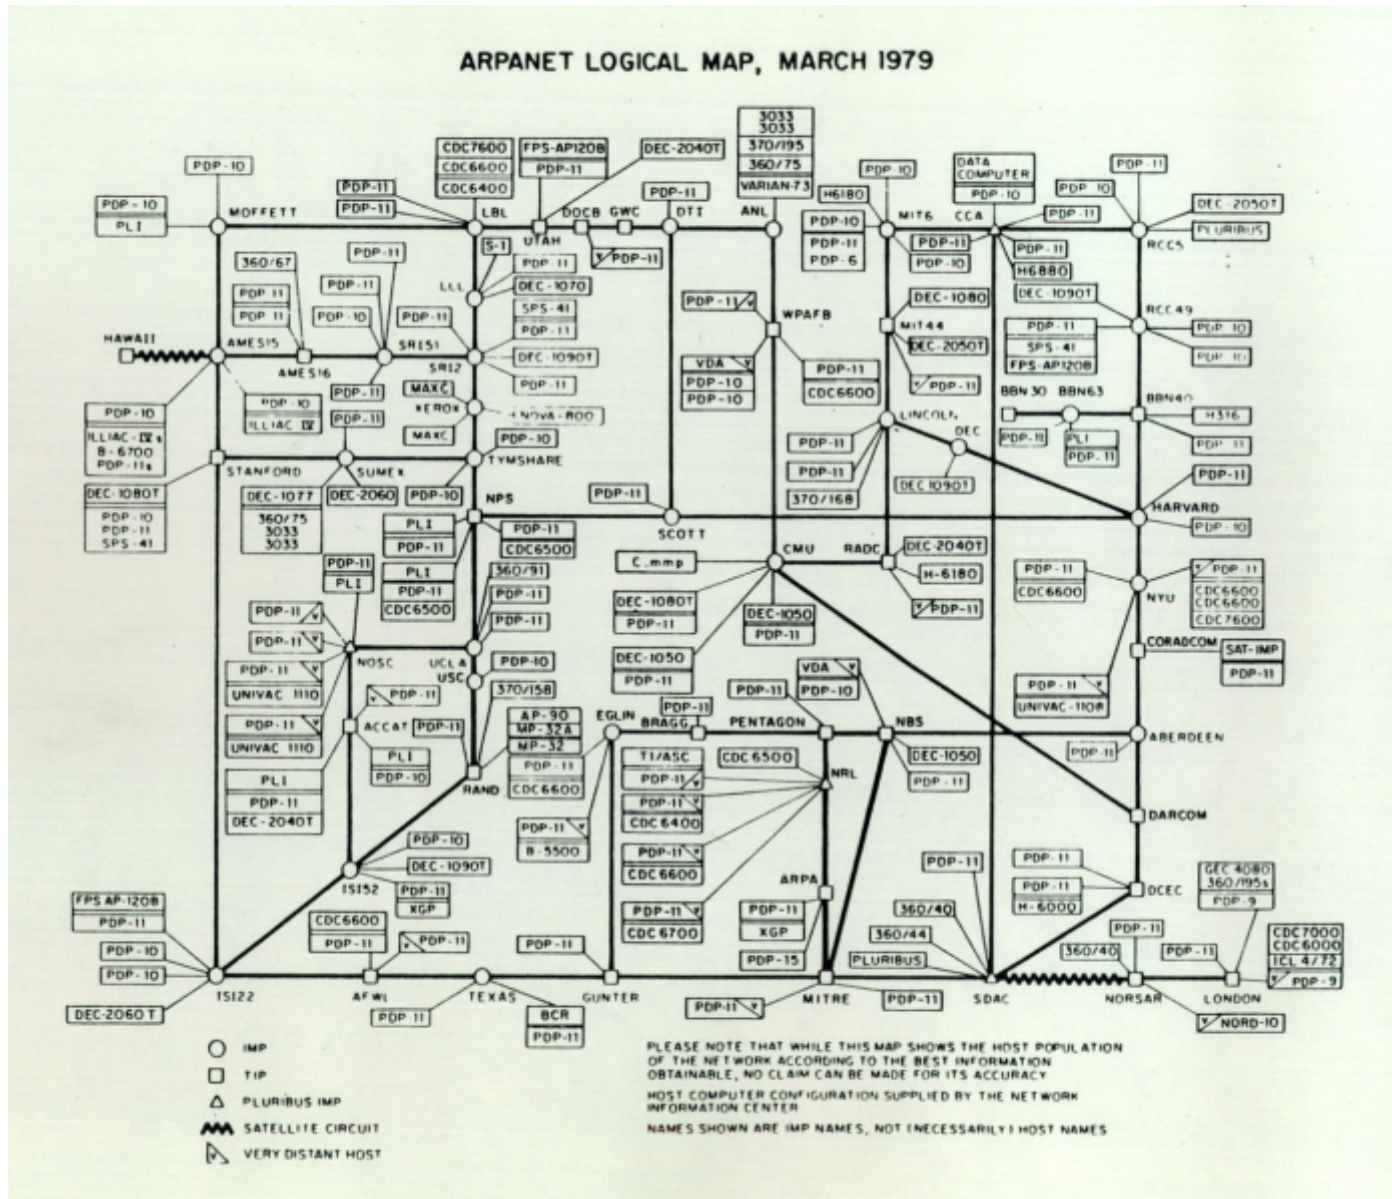 ARPANET LOGICAL MAP, MARCH 1979
PDP-10
PDP-10
PLI
MOFFETT
PDP-11
PDP-11
CDC7600
CDC6600
CDC6400
LBL
FPS-AP120B
PDP-11
UTAH
DEC-2040T
DOCB
GWC
PDP-11
PDP-11
DTI
3033
3033
370/195
360/75
VARIAN-73
ANL
PDP-10
H6180
PDP-10
PDP-11
PDP-6
MIT6
PDP-11
PDP-10
DATA
COMPUTER
PDP-10
CCA
PDP-11
PDP-11
H6880
PDP-10
PDP-11
DEC-2050T
PLURIBUS
RCC5
S-1
PDP-11
DEC-1070
LLL
360/67
PDP-11
PDP-11
PDP-11
PDP-11
PDP-10
PDP-11
SPS-41
PDP-11
DEC-1090T
PDP-11
HAWAII
AMES15
AMES16
SRI51
SRI2
PDP-11
V
WPAFB
VDA
V
PDP-10
PDP-10
PDP-11
CDC6600
DEC-1080
MIT44
DEC-2050T
V
PDP-11
DEC-1090T
PDP-11
SPS-41
FPS-AP120B
RCC49
PDP-10
PDP-10
BBN30
BBN63
BBN40
PDP-11
PLI
PDP-11
H316
PDP-11
PDP-10
ILLIAC-IVs
B-6700
PDP-11s
PDP-10
ILLIAC IV
PDP-11
PDP-11
MAXC
XEROX
MAXC
NOVA-800
PDP-10
STANFORD
SUMEX
TYMSHARE
DEC-1080T
PDP-10
PDP-11
SPS-41
DEC-1077
360/75
3033
3033
DEC-2060
PDP-10
NPS
PLI
PDP-11
PDP-11
CDC6500
PLI
PDP-11
CDC6500
PDP-11
SCOTT
LINCOLN
PDP-11
PDP-11
370/168
DEC
DEC 1090T
PDP-11
HARVARD
PDP-10
C.mmp
CMU
RADC
DEC-2040T
H-6180
V
PDP-11
DEC-1080T
PDP-11
DEC-1050
PDP-11
DEC-1050
PDP-11
PDP-11
CDC6600
NYU
V
PDP-11
CDC6600
CDC6600
CDC7600
PDP-11
V
UNIVAC-1108
CORADCOM
SAT-IMP
PDP-11
PDP-11
PLI
PDP-11
V
PDP-11
V
PDP-11
V
UNIVAC 1110
PDP-11
V
UNIVAC 1110
NOSC
360/91
PDP-11
PDP-11
UCLA
USC
PDP-10
370/158
V
PDP-11
ACCAT
PLI
PDP-10
PLI
PDP-11
DEC-2040T
PDP-11
RAND
AP-90
MP-32A
MP-32
PDP-11
CDC6600
EGLIN
BRAGG
PDP-11
PENTAGON
PDP-11
VDA
V
PDP-10
NBS
DEC-1050
PDP-11
PDP-11
ABERDEEN
PDP-11
V
B-5500
TI/ASC
PDP-11
V
PDP-11
V
CDC 6400
PDP-11
V
CDC 6600
PDP-11
V
CDC 6700
CDC 6500
NRL
ARPA
PDP-11
XGP
PDP-15
DARCOM
DCEC
PDP-11
PDP-11
H-6000
PDP-10
DEC-1090T
PDP-11
XGP
ISI52
FPS AP-120B
PDP-11
PDP-10
PDP-10
DEC-2060T
ISI22
CDC6600
PDP-11
V
PDP-11
AFWL
PDP-11
TEXAS
BCR
PDP-11
PDP-11
GUNTER
PDP-11
V
MITRE
PDP-11
PDP-11
360/40
360/44
PLURIBUS
SDAC
360/40
PDP-11
NORSAR
V
NORD-10
PDP-11
LONDON
GEC 4080
360/195s
PDP-9
CDC7000
CDC6000
ICL 4/72
V
PDP-9
IMP
TIP
PLURIBUS IMP
SATELLITE CIRCUIT
V
VERY DISTANT HOST
PLEASE NOTE THAT WHILE THIS MAP SHOWS THE HOST POPULATION
OF THE NETWORK ACCORDING TO THE BEST INFORMATION
OBTAINABLE, NO CLAIM CAN BE MADE FOR ITS ACCURACY
HOST COMPUTER CONFIGURATION SUPPLIED BY THE NETWORK
INFORMATION CENTER
NAMES SHOWN ARE IMP NAMES, NOT (NECESSARILY) HOST NAMES